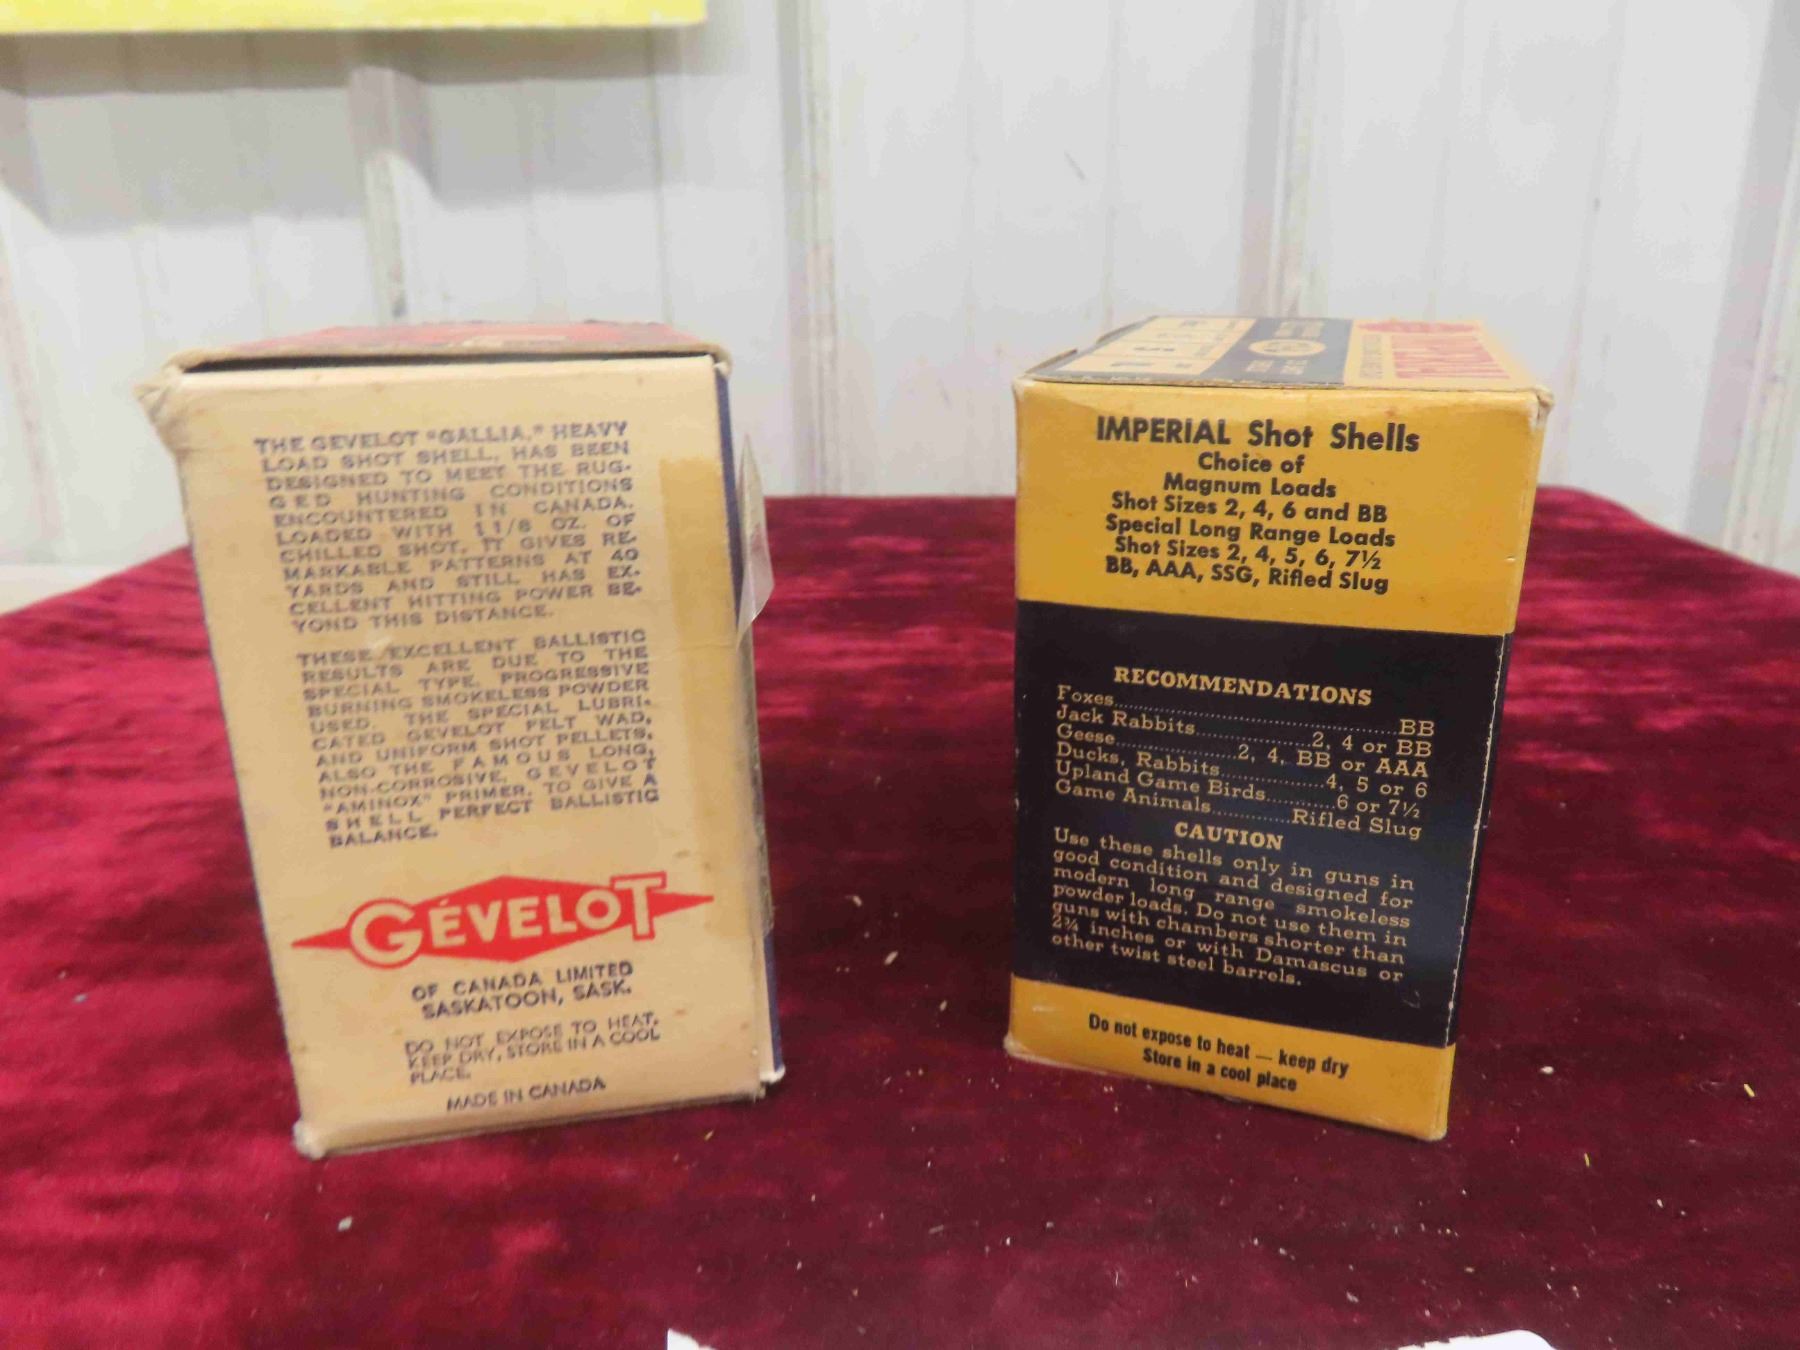 THE GEVELOT "GALLIA," HEAVY
LOAD SHOT SHELL, HAS BEEN
DESIGNED TO MEET THE RUG-
GED HUNTING CONDITIONS
ENCOUNTERED IN CANADA.
LOADED WITH 1 1/8 OZ. OF
CHILLED SHOT, IT GIVES RE-
MARKABLE PATTERNS AT 40
YARDS AND STILL HAS EX-
CELLENT HITTING POWER BE-
YOND THIS DISTANCE.
THESE EXCELLENT BALLISTIC
RESULTS ARE DUE TO THE
SPECIAL TYPE, PROGRESSIVE
BURNING SMOKELESS POWDER
USED. THE SPECIAL LUBRI-
CATED GEVELOT FELT WAD,
AND UNIFORM SHOT PELLETS,
ALSO THE FAMOUS LONG,
NON-CORROSIVE, GEVELOT
"AMINOX" PRIMER, TO GIVE A
SHELL PERFECT BALLISTIC
BALANCE.
GÉVELOT
OF CANADA LIMITED
SASKATOON, SASK.
DO NOT EXPOSE TO HEAT,
KEEP DRY, STORE IN A COOL
PLACE.
MADE IN CANADA
IMPERIAL Shot Shells
Choice of
Magnum Loads
Shot Sizes 2, 4, 6 and BB
Special Long Range Loads
Shot Sizes 2, 4, 5, 6, 7½
BB, AAA, SSG, Rifled Slug
RECOMMENDATIONS
Foxes..........BB
Jack Rabbits..........2, 4 or BB
Geese..........2, 4, BB or AAA
Ducks, Rabbits..........4, 5 or 6
Upland Game Birds..........6 or 7½
Game Animals..........Rifled Slug
CAUTION
Use these shells only in guns in
good condition and designed for
modern long range smokeless
powder loads. Do not use them in
guns with chambers shorter than
2¾ inches or with Damascus or
other twist steel barrels.
Do not expose to heat — keep dry
Store in a cool place